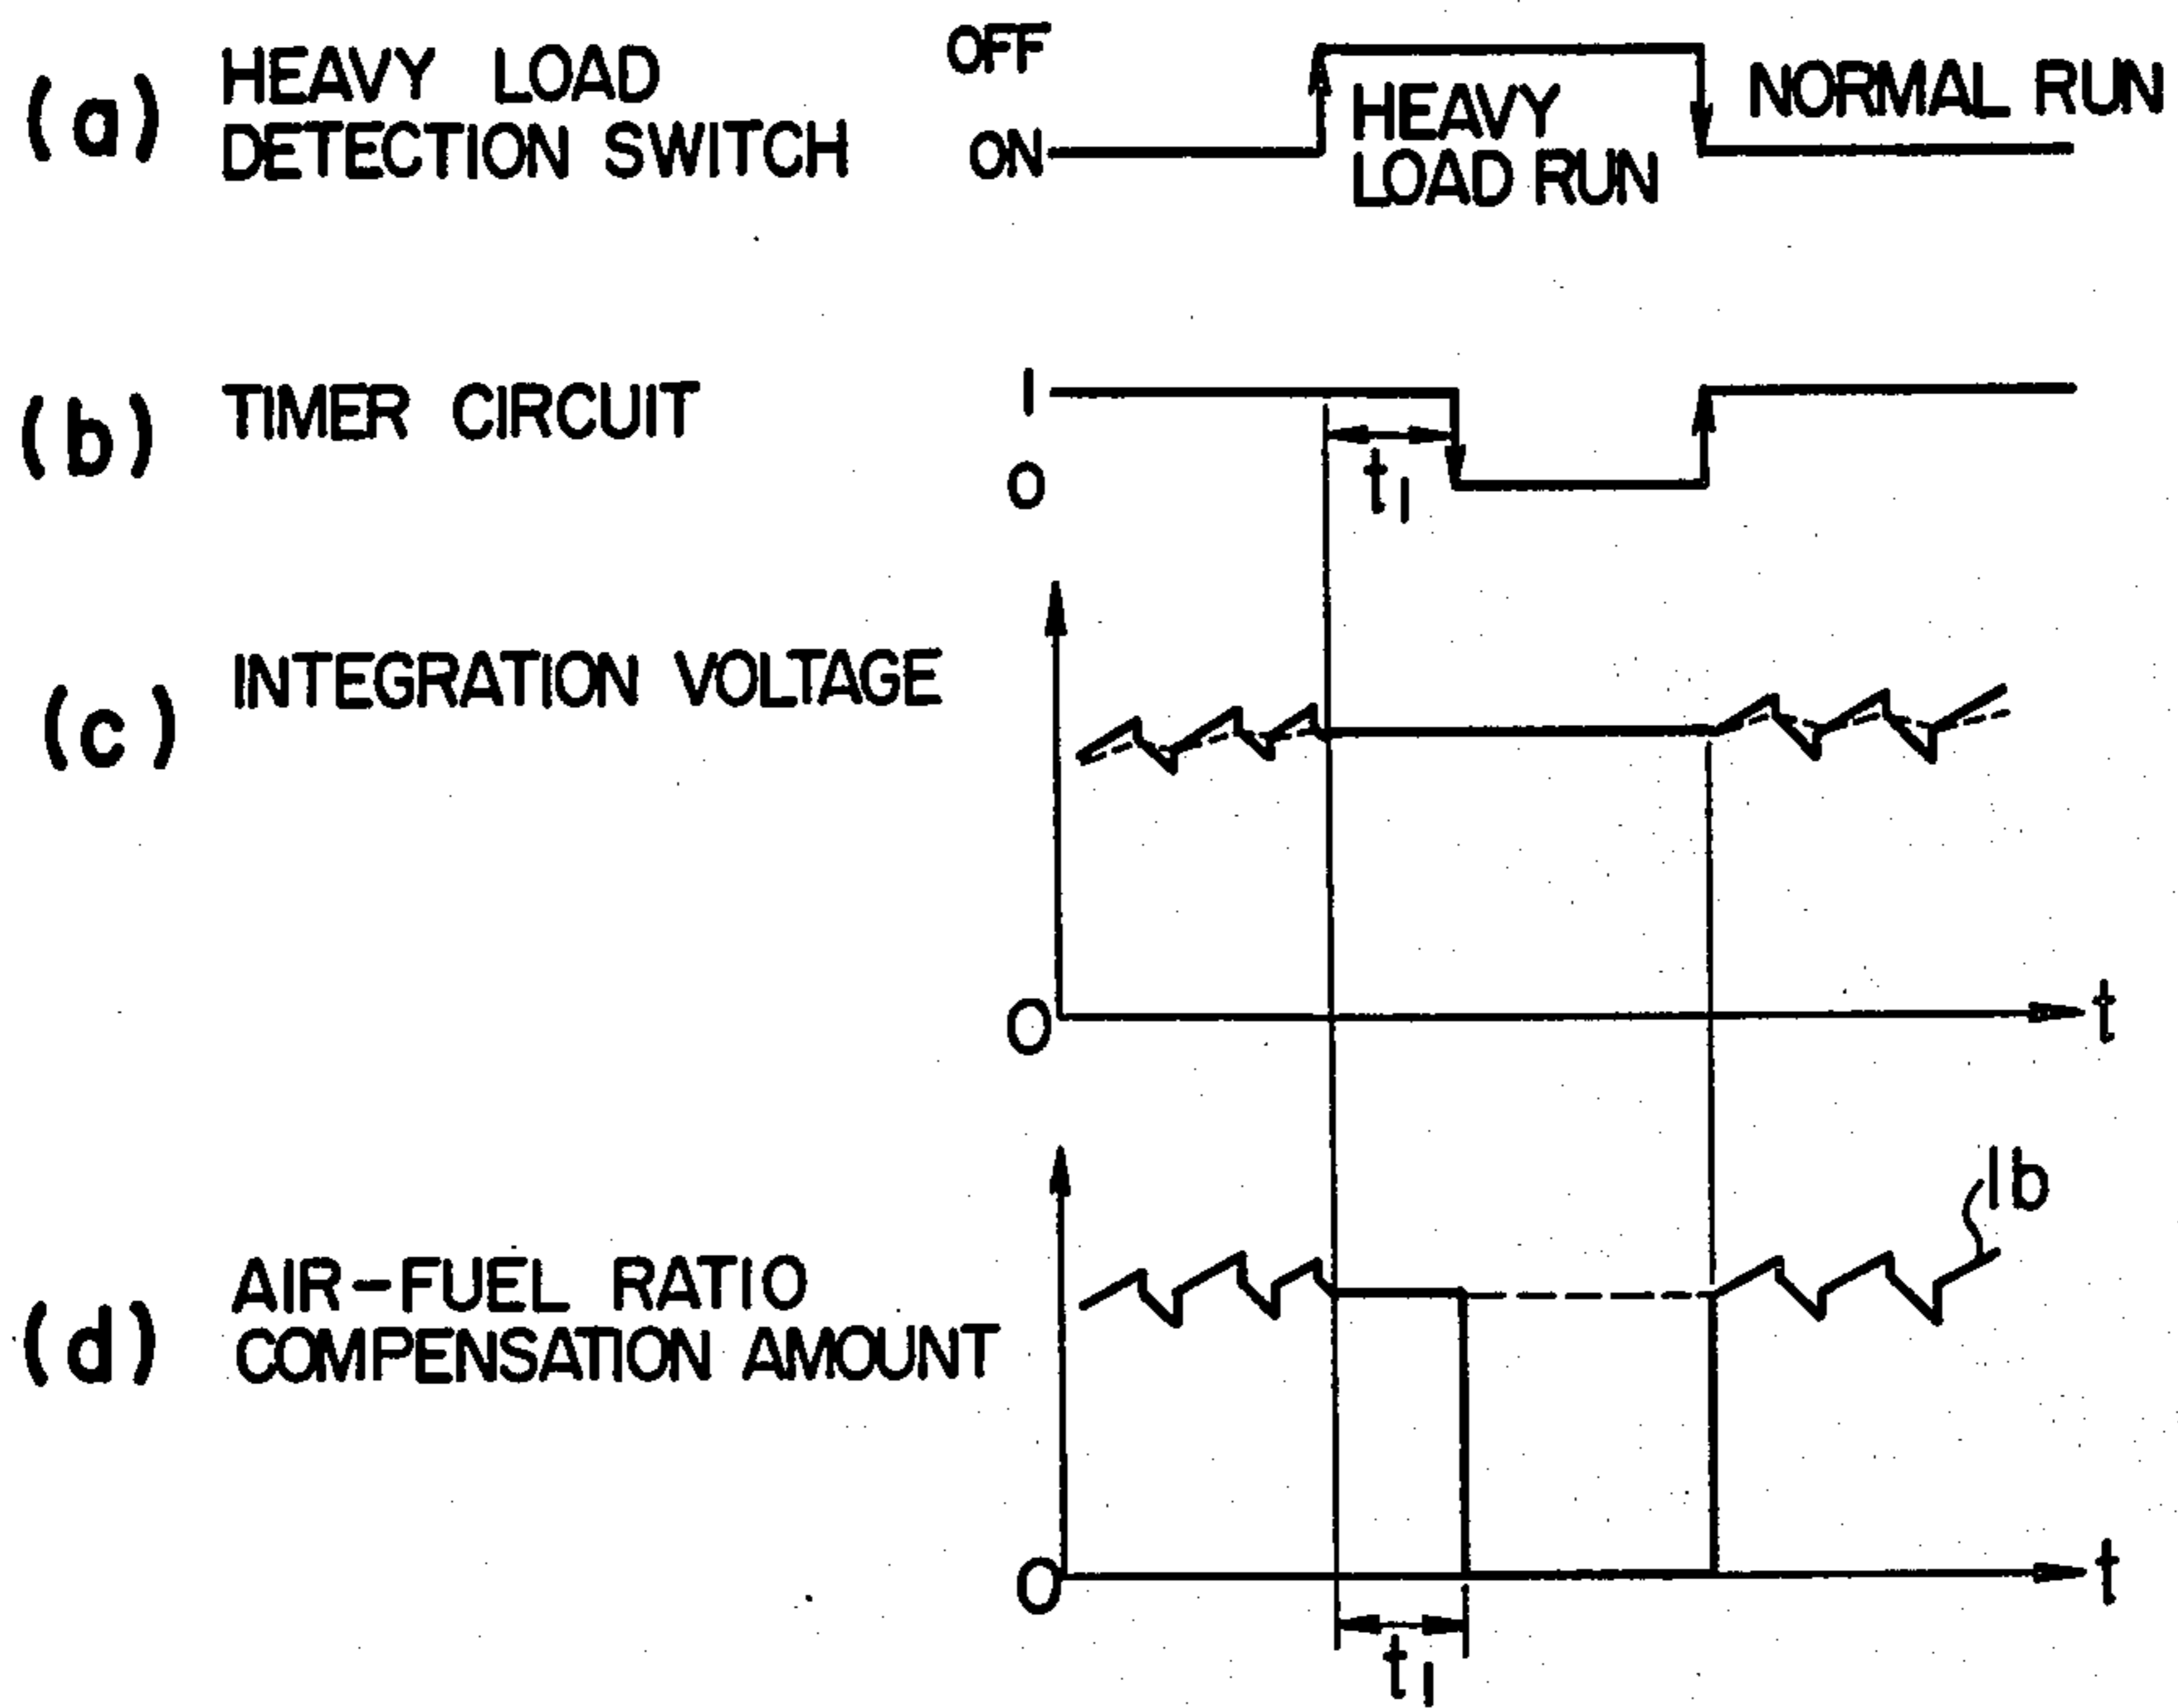 (a) HEAVY LOAD
DETECTION SWITCH
OFF
ON
HEAVY
LOAD RUN
NORMAL RUN
(b) TIMER CIRCUIT
1
0
t1
(c) INTEGRATION VOLTAGE
0
t
(d) AIR-FUEL RATIO
COMPENSATION AMOUNT
1b
0
t
t1